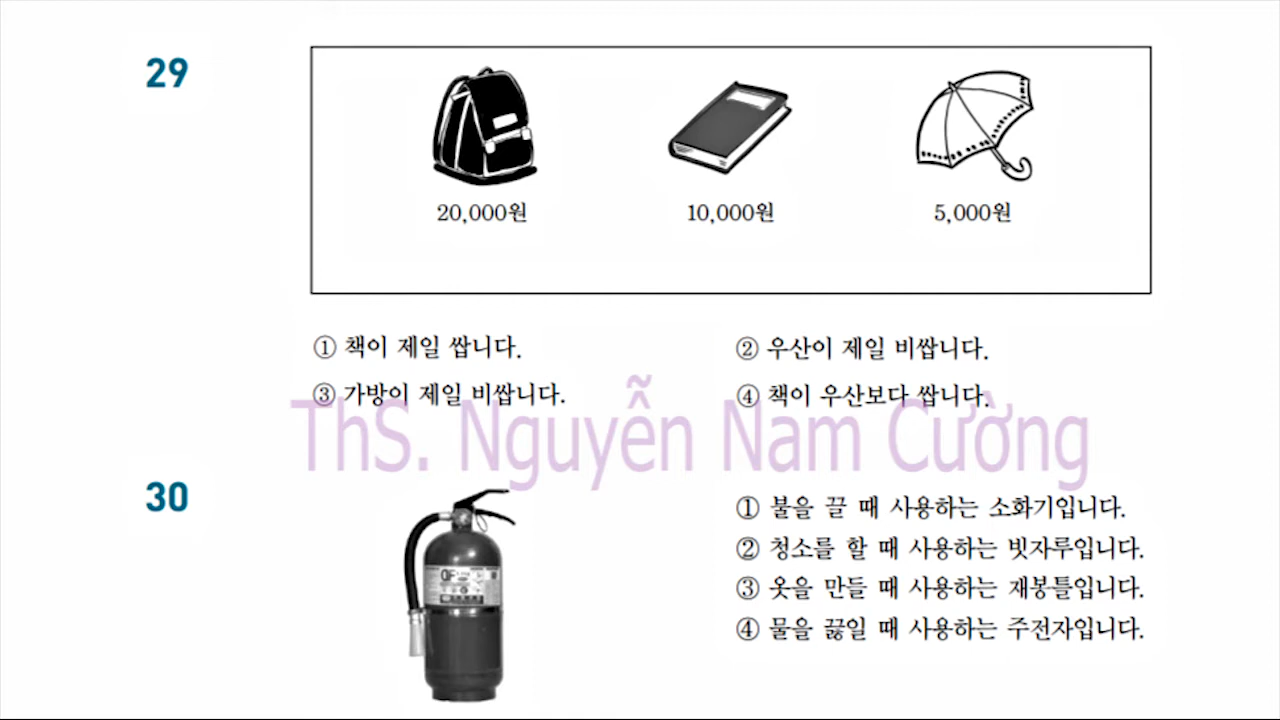 29
20,000원 10,000원 5,000원
① 책이 제일 쌉니다.
② 우산이 제일 비쌉니다.
③ 가방이 제일 비쌉니다.
④ 책이 우산보다 쌉니다.
ThS. Nguyễn Nam Cường
30
① 불을 끌 때 사용하는 소화기입니다.
② 청소를 할 때 사용하는 빗자루입니다.
③ 옷을 만들 때 사용하는 재봉틀입니다.
④ 물을 끓일 때 사용하는 주전자입니다.